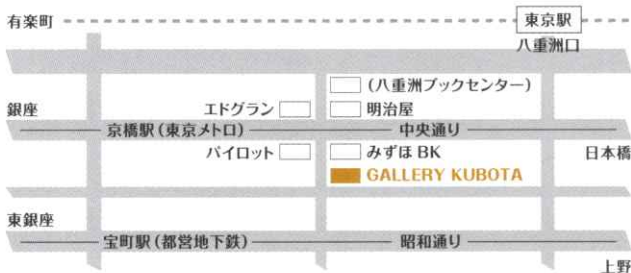 有楽町
東京駅
八重洲口
(八重洲ブックセンター)
銀座
エドグラン
明治屋
京橋駅(東京メトロ)
中央通り
パイロット
みずほBK
日本橋
GALLERY KUBOTA
東銀座
宝町駅(都営地下鉄)
昭和通り
上野